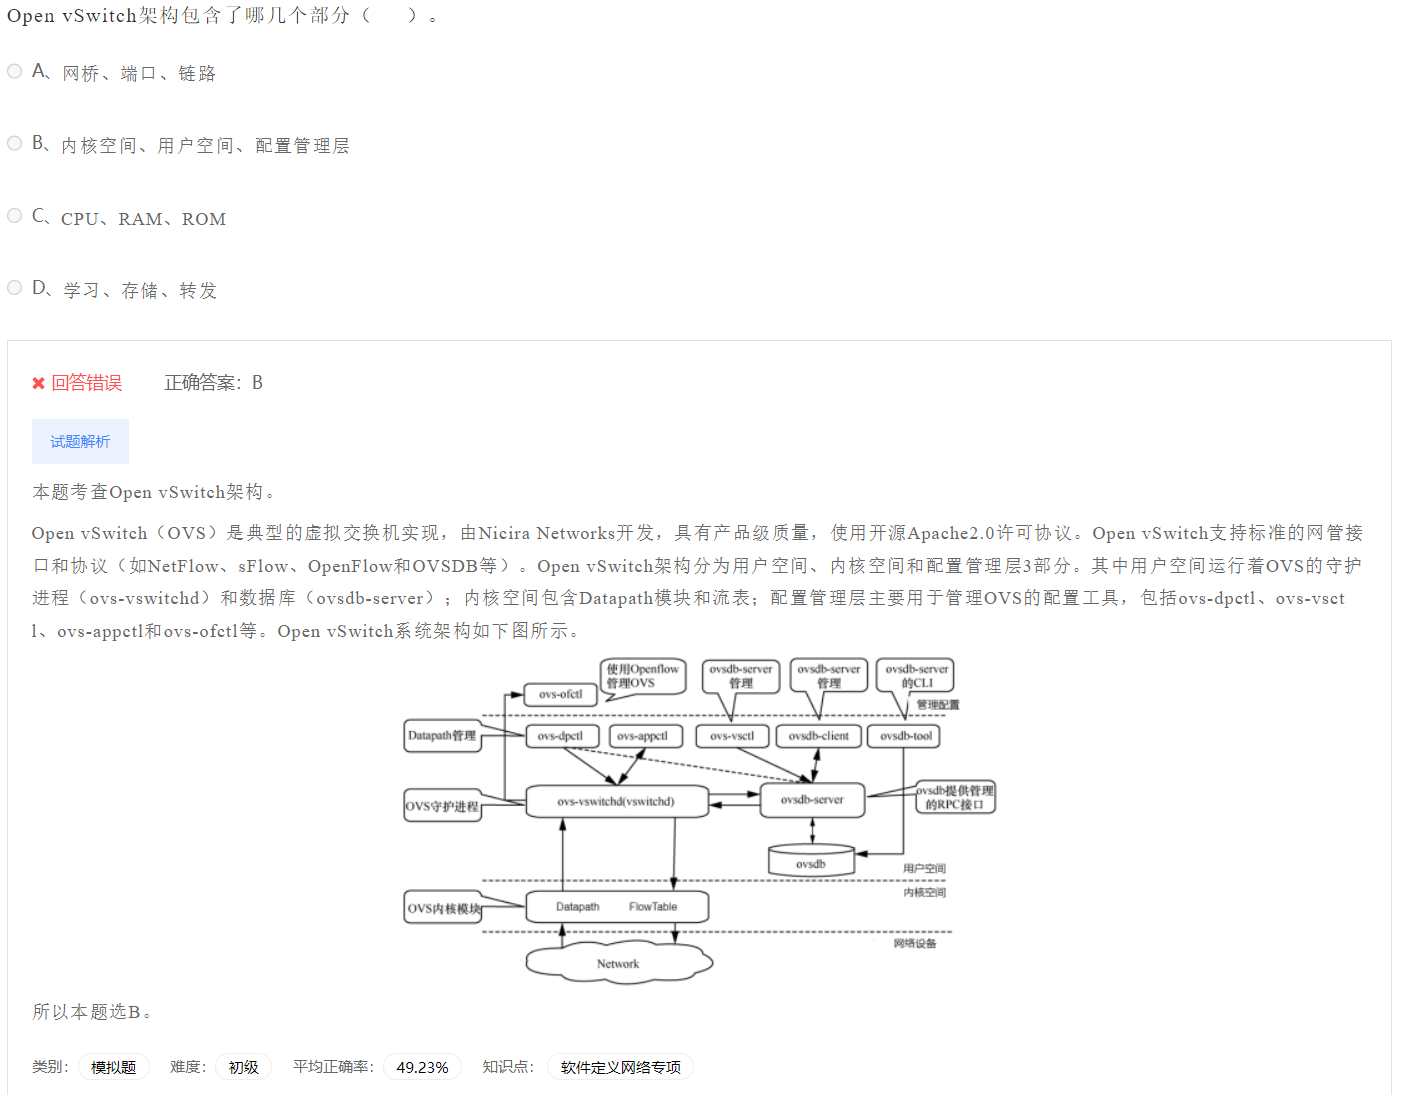 Open vSwitch架构包含了哪几个部分（　　）。
A、网桥、端口、链路
B、内核空间、用户空间、配置管理层
C、CPU、RAM、ROM
D、学习、存储、转发
回答错误 正确答案：B
试题解析
本题考查Open vSwitch架构。
Open vSwitch（OVS）是典型的虚拟交换机实现，由Nicira Networks开发，具有产品级质量，使用开源Apache2.0许可协议。Open vSwitch支持标准的网管接
口和协议（如NetFlow、sFlow、OpenFlow和OVSDB等）。Open vSwitch架构分为用户空间、内核空间和配置管理层3部分。其中用户空间运行着OVS的守护
进程（ovs-vswitchd）和数据库（ovsdb-server）；内核空间包含Datapath模块和流表；配置管理层主要用于管理OVS的配置工具，包括ovs-dpctl、ovs-vsct
l、ovs-appctl和ovs-ofctl等。Open vSwitch系统架构如下图所示。
使用Openflow
管理OVS
ovsdb-server
管理
ovsdb-server
管理
ovsdb-server
的CLI
ovs-ofctl
管理配置
Datapath管理
ovs-dpctl
ovs-appctl
ovs-vsctl
ovsdb-client
ovsdb-tool
OVS守护进程
ovs-vswitchd(vswitchd)
ovsdb-server
ovsdb提供管理
的RPC接口
ovsdb
用户空间
内核空间
OVS内核模块
Datapath FlowTable
网络设备
Network
所以本题选B。
类别： 模拟题 难度： 初级 平均正确率： 49.23% 知识点： 软件定义网络专项